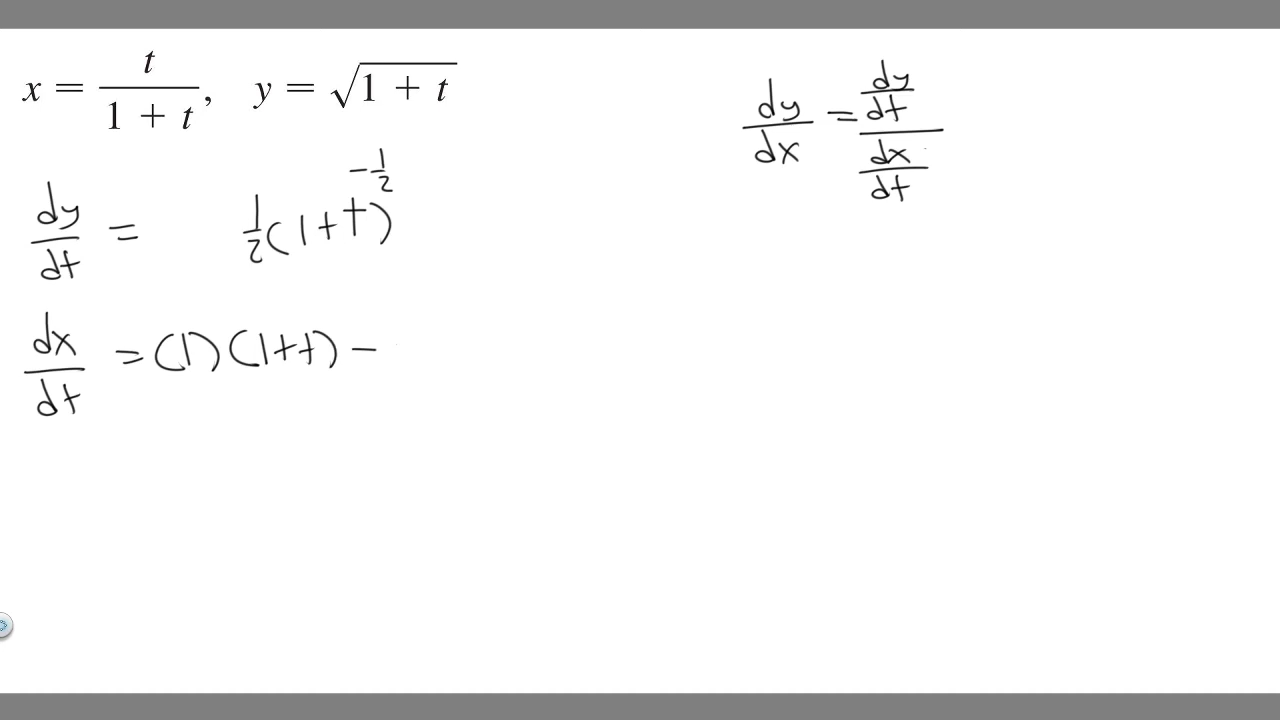 x = t/(1 + t), y = √(1 + t)
dy/dx = (dy/dt)/(dx/dt)
dy/dt = 1/2(1+t)^(-1/2)
dx/dt = (1)(1+t) −